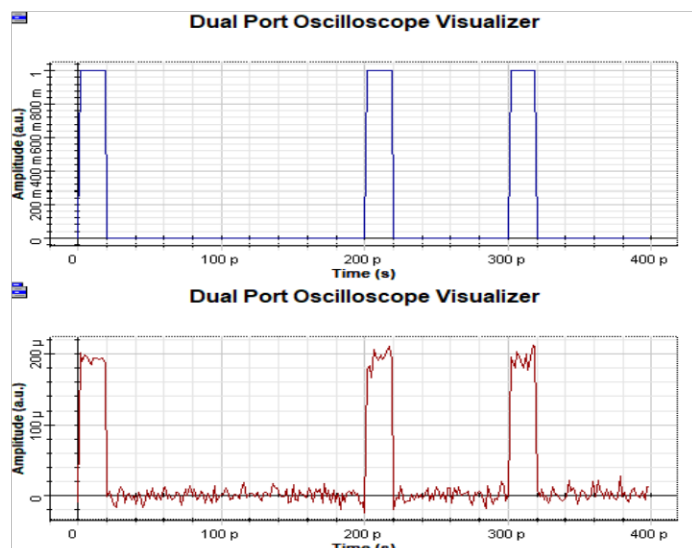 Dual Port Oscilloscope Visualizer
Amplitude (a.u.)
1
800 m
600 m
400 m
200 m
0
0 100 p 200 p 300 p 400 p
Time (s)
Dual Port Oscilloscope Visualizer
Amplitude (a.u.)
200 µ
100 µ
0
0 100 p 200 p 300 p 400 p
Time (s)